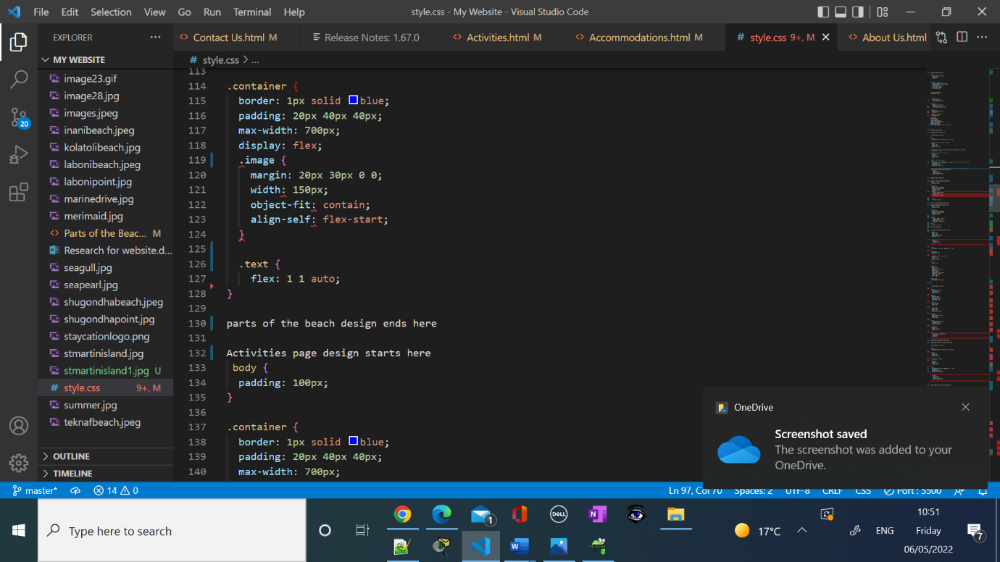 File Edit Selection View Go Run Terminal Help
style.css - My Website - Visual Studio Code
EXPLORER
MY WEBSITE
image23.gif
image28.jpg
images.jpeg
inanibeach.jpeg
kolatolibeach.jpg
labonibeach.jpeg
labonipoint.jpg
marinedrive.jpg
merimaid.jpg
Parts of the Beac... M
Research for website.d...
seagull.jpg
seapearl.jpg
shugondhabeach.jpeg
shugondhapoint.jpg
staycationlogo.png
stmartinisland.jpg
stmartinisland1.jpg U
style.css 9+, M
summer.jpg
teknafbeach.jpeg
OUTLINE
TIMELINE
20
Contact Us.html M
Release Notes: 1.67.0
Activities.html M
Accommodations.html M
# style.css 9+, M
About Us.html
# style.css > ...
113
114 .container {
115 border: 1px solid blue;
116 padding: 20px 40px 40px;
117 max-width: 700px;
118 display: flex;
119 .image {
120 margin: 20px 30px 0 0;
121 width: 150px;
122 object-fit: contain;
123 align-self: flex-start;
124 }
125
126 .text {
127 flex: 1 1 auto;
128 }
129
130 parts of the beach design ends here
131
132 Activities page design starts here
133 body {
134 padding: 100px;
135 }
136
137 .container {
138 border: 1px solid blue;
139 padding: 20px 40px 40px;
140 max-width: 700px;
OneDrive
Screenshot saved
The screenshot was added to your
OneDrive.
master* 14 0
Ln 97, Col 70 Spaces: 2 UTF-8 CRLF CSS Port : 5500
Type here to search
1
DELL
17°C
ENG
10:51
Friday
06/05/2022
7